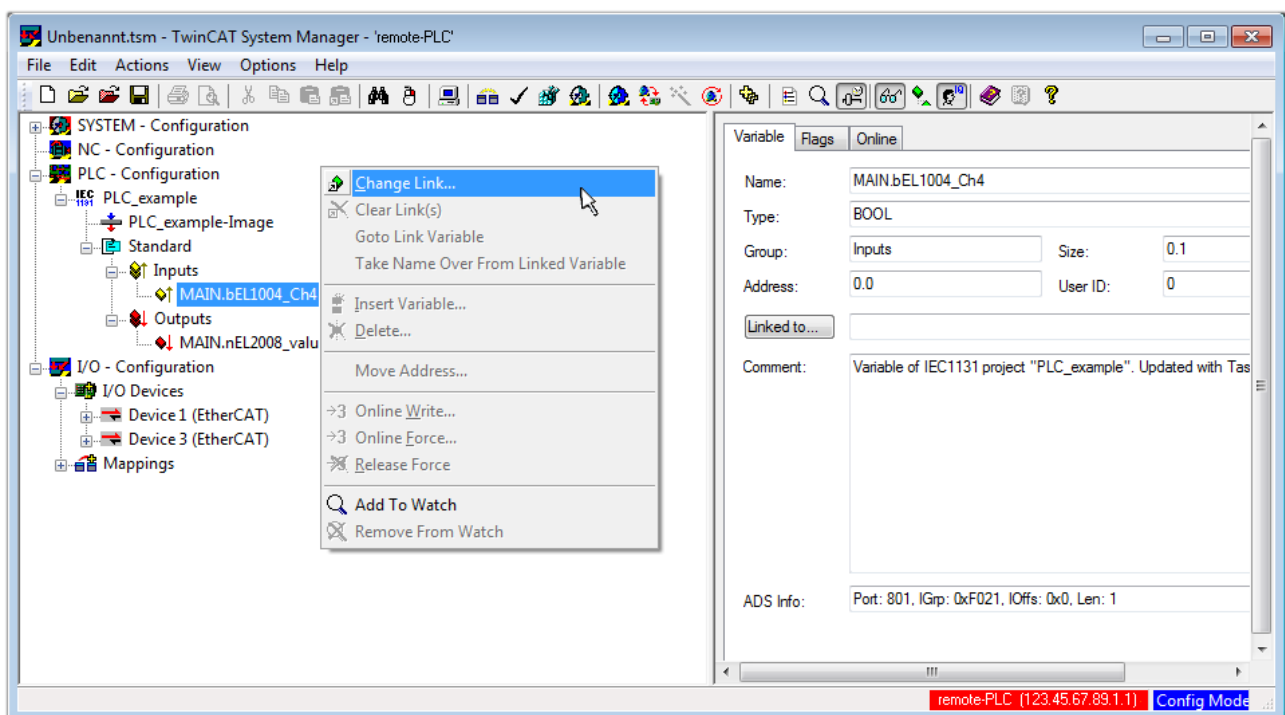 Unbenannt.tsm - TwinCAT System Manager - 'remote-PLC'
File Edit Actions View Options Help
SYSTEM - Configuration
NC - Configuration
PLC - Configuration
IEC 1131 PLC_example
PLC_example-Image
Standard
Inputs
MAIN.bEL1004_Ch4
Outputs
MAIN.nEL2008_valu
I/O - Configuration
I/O Devices
Device 1 (EtherCAT)
Device 3 (EtherCAT)
Mappings
Change Link...
Clear Link(s)
Goto Link Variable
Take Name Over From Linked Variable
Insert Variable...
Delete...
Move Address...
→3 Online Write...
→3 Online Force...
Release Force
Add To Watch
Remove From Watch
Variable Flags Online
Name: MAIN.bEL1004_Ch4
Type: BOOL
Group: Inputs Size: 0.1
Address: 0.0 User ID: 0
Linked to...
Comment: Variable of IEC1131 project "PLC_example". Updated with Tas
ADS Info: Port: 801, IGrp: 0xF021, IOffs: 0x0, Len: 1
remote-PLC (123.45.67.89.1.1) Config Mode